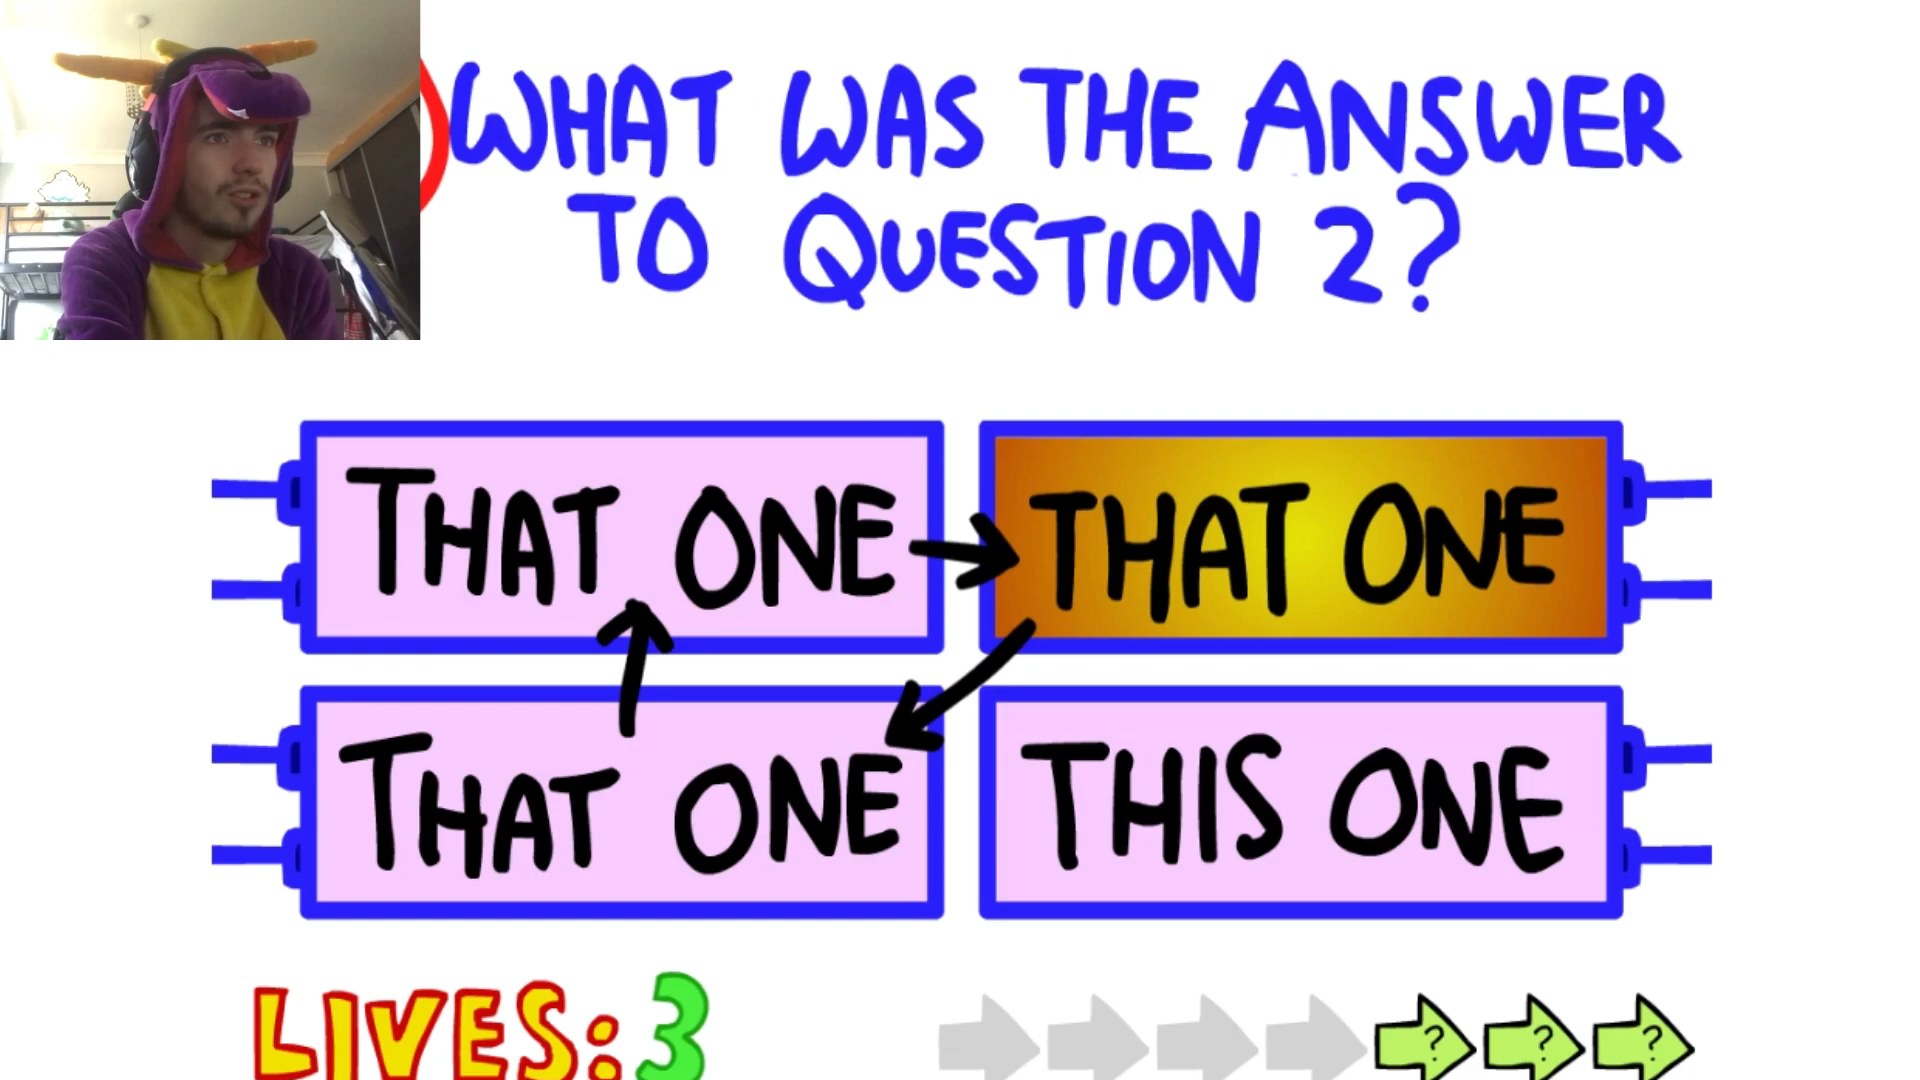 WHAT WAS THE ANSWER
TO QUESTION 2?
THAT ONE
THAT ONE
THAT ONE
THIS ONE
LIVES: 3
? ? ?